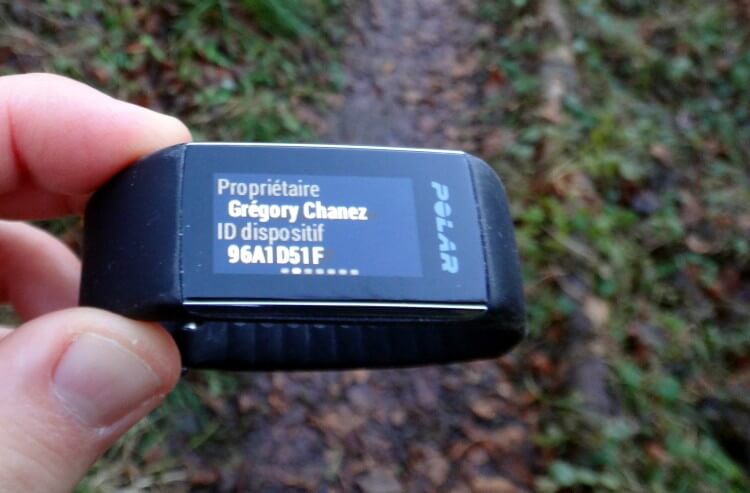 Propriétaire
Grégory Chanez
ID dispositif
96A1D51F
POLAR